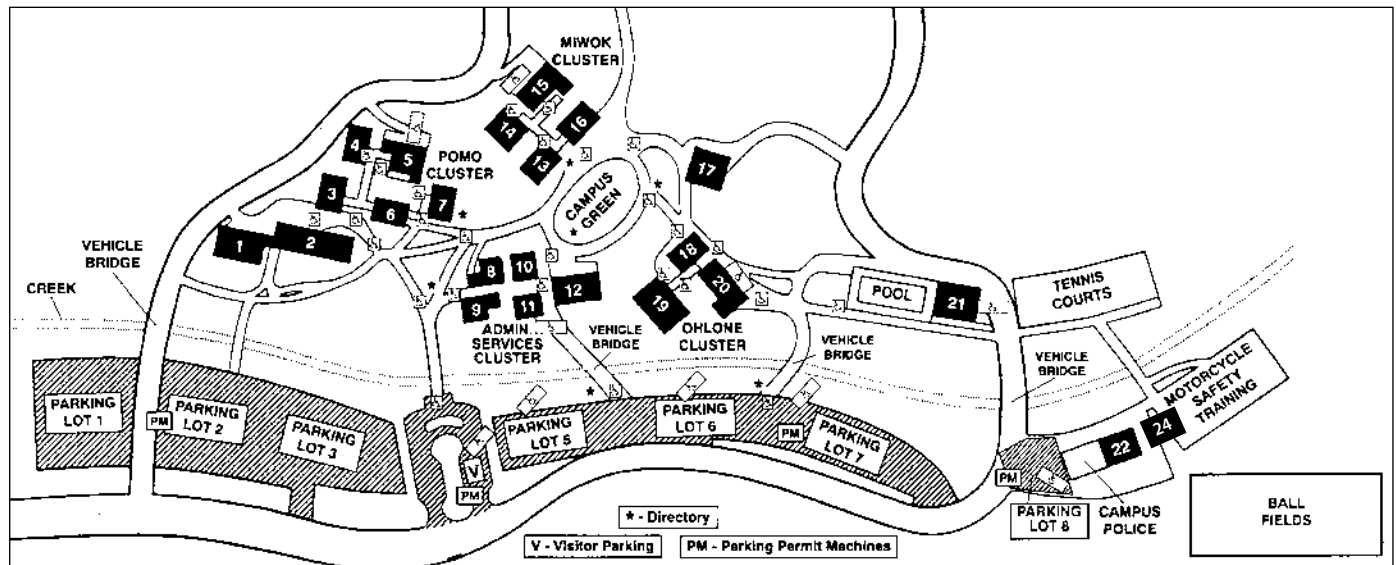 MIWOK
CLUSTER
15
16
14
13
4
5
POMO
CLUSTER
17
3
6
7
CAMPUS
GREEN
*
*
*
*
1
2
VEHICLE
BRIDGE
CREEK
8
10
9
11
12
*
ADMIN...
SERVICES
CLUSTER
18
20
19
OHLONE
CLUSTER
POOL
21
TENNIS
COURTS
VEHICLE
BRIDGE
VEHICLE
BRIDGE
VEHICLE
BRIDGE
MOTORCYCLE
SAFETY
TRAINING
*
*
PARKING
LOT 1
PM
PARKING
LOT 2
PARKING
LOT 3
V
PM
PARKING
LOT 5
PARKING
LOT 6
PM
PARKING
LOT 7
PM
22
24
PARKING
LOT 8
CAMPUS
POLICE
BALL
FIELDS
* - Directory
V - Visitor Parking
PM - Parking Permit Machines